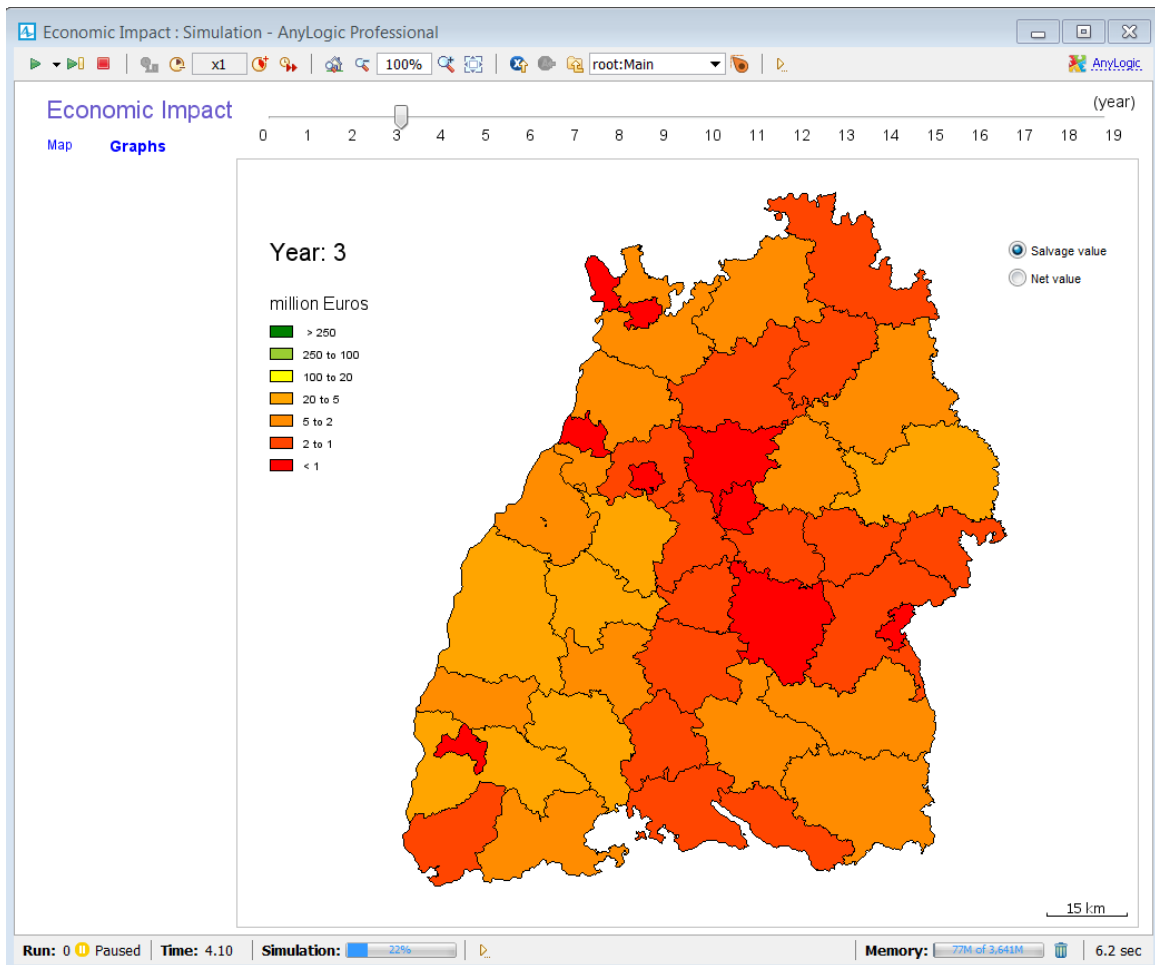 Economic Impact : Simulation - AnyLogic Professional
x1 100% root:Main AnyLogic
Economic Impact
(year)
0 1 2 3 4 5 6 7 8 9 10 11 12 13 14 15 16 17 18 19
Map Graphs
Year: 3
Salvage value
Net value
million Euros
> 250
250 to 100
100 to 20
20 to 5
5 to 2
2 to 1
< 1
15 km
Run: 0 Paused Time: 4.10 Simulation: 22% Memory: 77M of 3,641M 6.2 sec